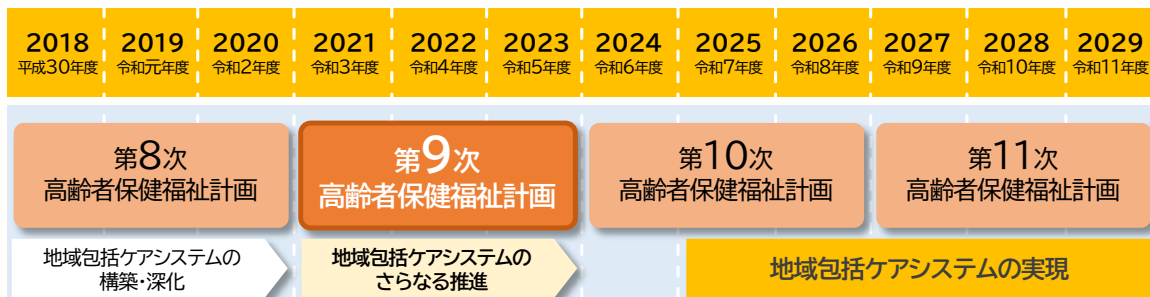 2018 2019 2020 2021 2022 2023 2024 2025 2026 2027 2028 2029
平成30年度 令和元年度 令和2年度 令和3年度 令和4年度 令和5年度 令和6年度 令和7年度 令和8年度 令和9年度 令和10年度 令和11年度
第8次
高齢者保健福祉計画
第9次
高齢者保健福祉計画
第10次
高齢者保健福祉計画
第11次
高齢者保健福祉計画
地域包括ケアシステムの
構築・深化
地域包括ケアシステムの
さらなる推進
地域包括ケアシステムの実現